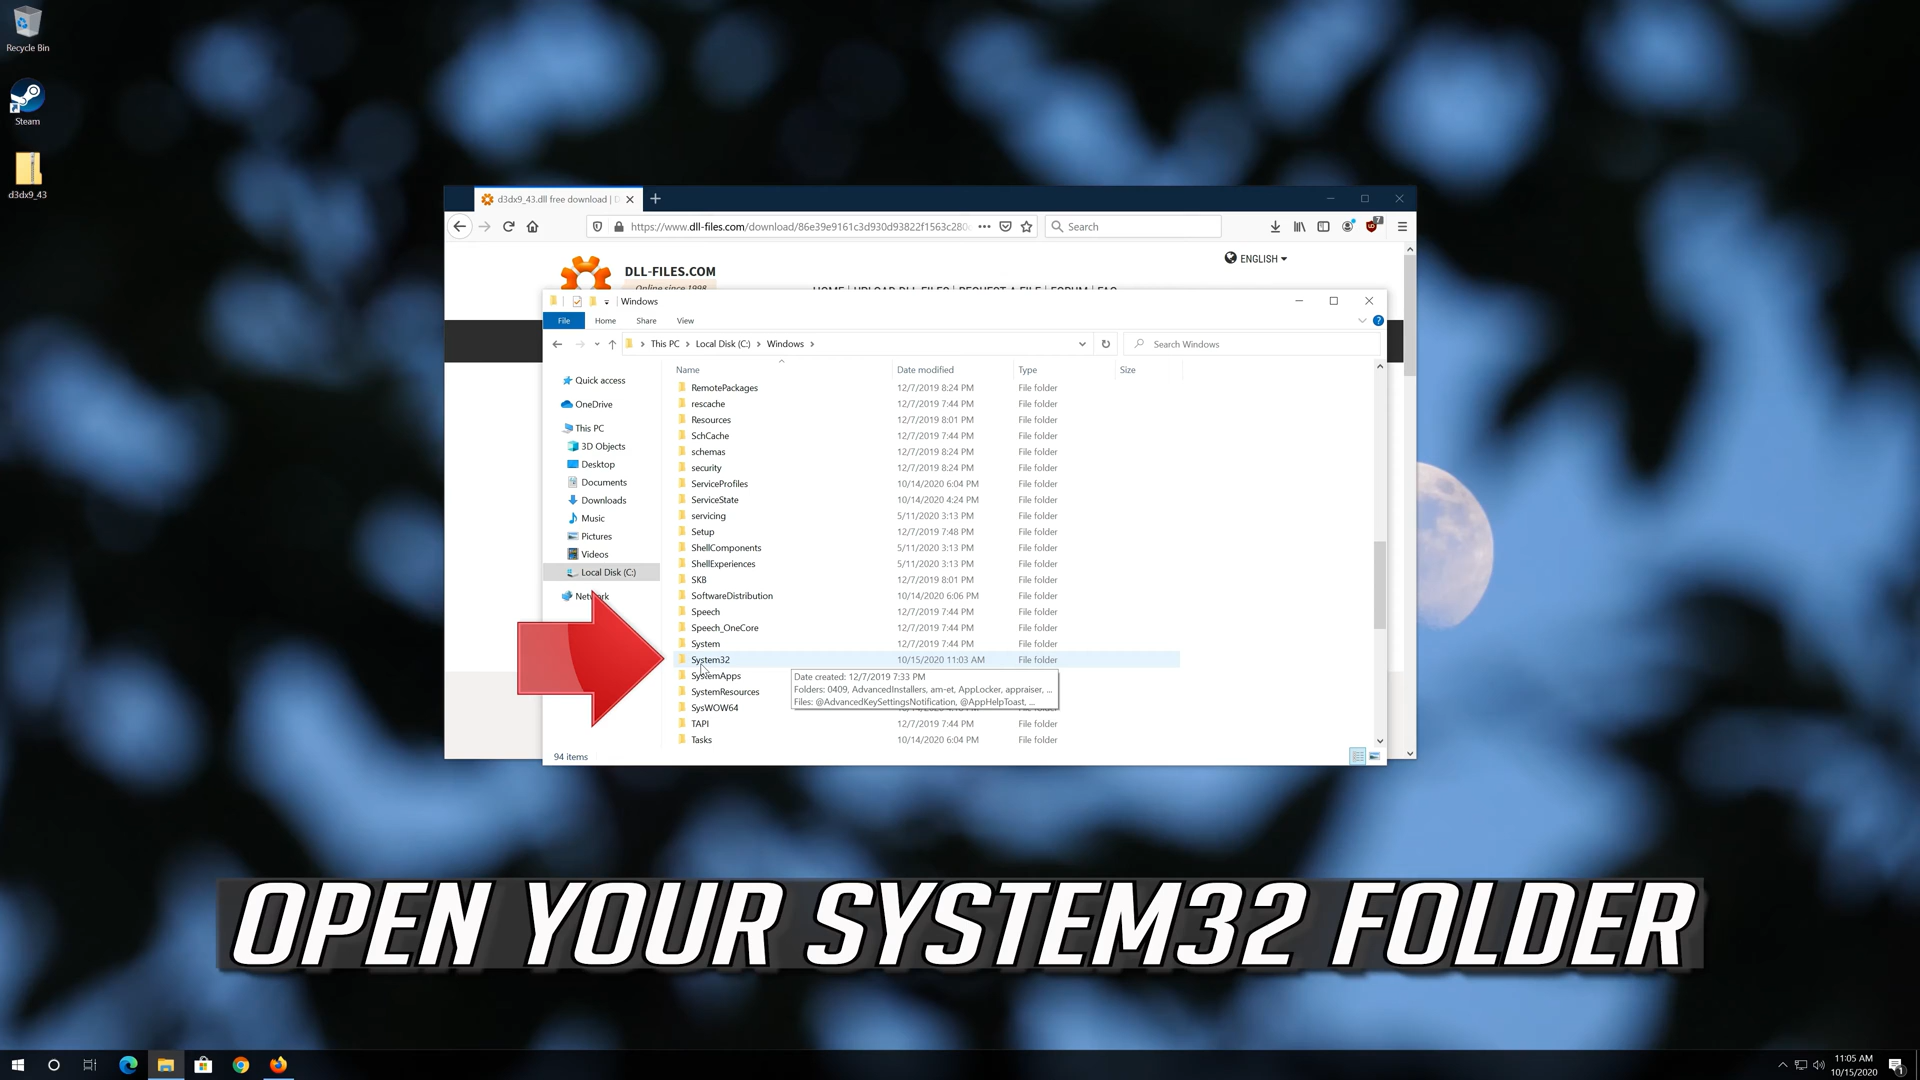 Recycle Bin
Steam
d3dx9_43
d3dx9_43.dll free download |
https://www.dll-files.com/download/86e39e9161c3d930d93822f1563c280
Search
7
DLL-FILES.COM
Online since 1998
ENGLISH
HOME | UPLOAD DLL-FILES | REQUEST A FILE | FORUM | FAQ
Windows
File Home Share View
This PC > Local Disk (C:) > Windows >
Search Windows
Quick access
OneDrive
This PC
3D Objects
Desktop
Documents
Downloads
Music
Pictures
Videos
Local Disk (C:)
Network
Name Date modified Type Size
RemotePackages 12/7/2019 8:24 PM File folder
rescache 12/7/2019 7:44 PM File folder
Resources 12/7/2019 8:01 PM File folder
SchCache 12/7/2019 7:44 PM File folder
schemas 12/7/2019 8:24 PM File folder
security 12/7/2019 8:24 PM File folder
ServiceProfiles 10/14/2020 6:04 PM File folder
ServiceState 10/14/2020 4:24 PM File folder
servicing 5/11/2020 3:13 PM File folder
Setup 12/7/2019 7:48 PM File folder
ShellComponents 5/11/2020 3:13 PM File folder
ShellExperiences 5/11/2020 3:13 PM File folder
SKB 12/7/2019 8:01 PM File folder
SoftwareDistribution 10/14/2020 6:06 PM File folder
Speech 12/7/2019 7:44 PM File folder
Speech_OneCore 12/7/2019 7:44 PM File folder
System 12/7/2019 7:44 PM File folder
System32 10/15/2020 11:03 AM File folder
SystemApps
SystemResources
SysWOW64
TAPI 12/7/2019 7:44 PM File folder
Tasks 10/14/2020 6:04 PM File folder
Date created: 12/7/2019 7:33 PM
Folders: 0409, AdvancedInstallers, am-et, AppLocker, appraiser, ...
Files: @AdvancedKeySettingsNotification, @AppHelpToast, ...
94 items
OPEN YOUR SYSTEM32 FOLDER
11:05 AM
10/15/2020
1